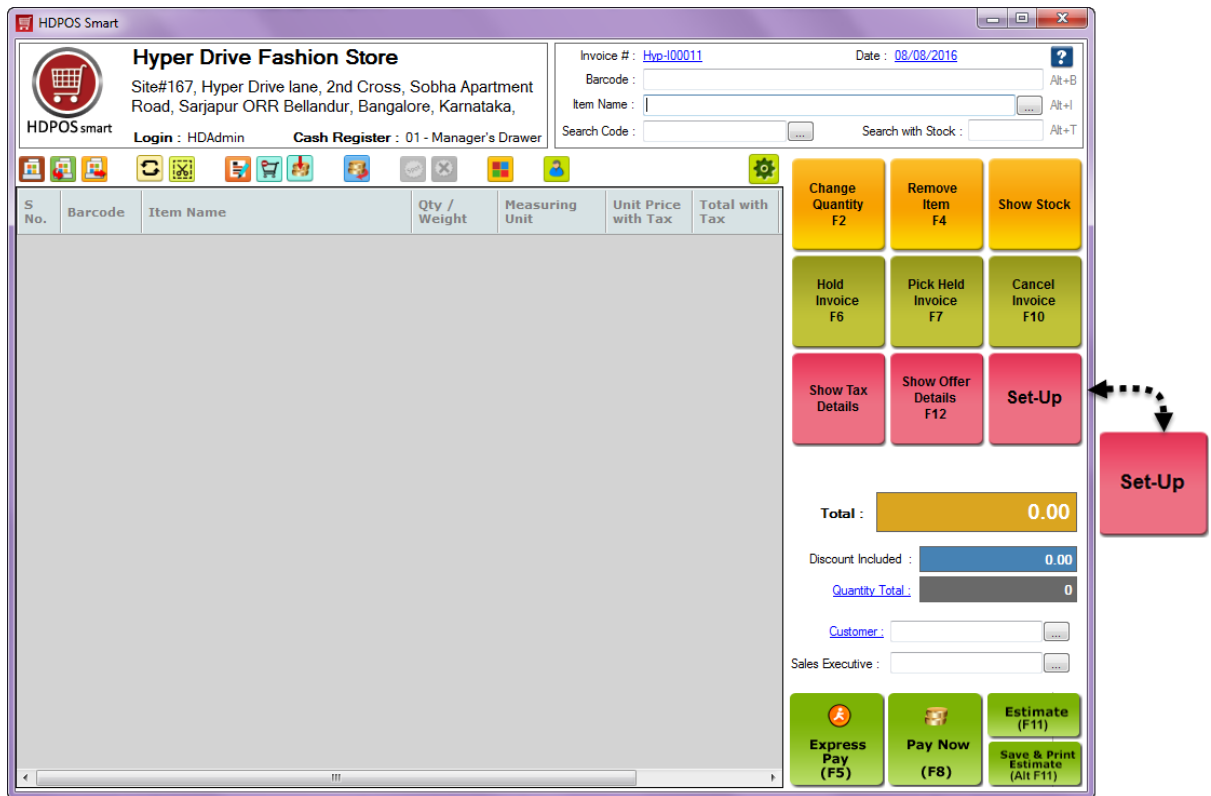 HDPOS Smart
HDPOS smart
Hyper Drive Fashion Store
Site#167, Hyper Drive lane, 2nd Cross, Sobha Apartment
Road, Sarjapur ORR Bellandur, Bangalore, Karnataka,
Login : HDAdmin Cash Register : 01 - Manager's Drawer
Invoice # : Hyp-I00011 Date : 08/08/2016 ?
Barcode : Alt+B
Item Name : ... Alt+I
Search Code : ... Search with Stock : Alt+T
S
No.
Barcode
Item Name
Qty /
Weight
Measuring
Unit
Unit Price
with Tax
Total with
Tax
Change
Quantity
F2
Remove
Item
F4
Show Stock
Hold
Invoice
F6
Pick Held
Invoice
F7
Cancel
Invoice
F10
Show Tax
Details
Show Offer
Details
F12
Set-Up
Set-Up
Total : 0.00
Discount Included : 0.00
Quantity Total : 0
Customer : ...
Sales Executive : ...
Express
Pay
(F5)
Pay Now
(F8)
Estimate
(F11)
Save & Print
Estimate
(Alt F11)